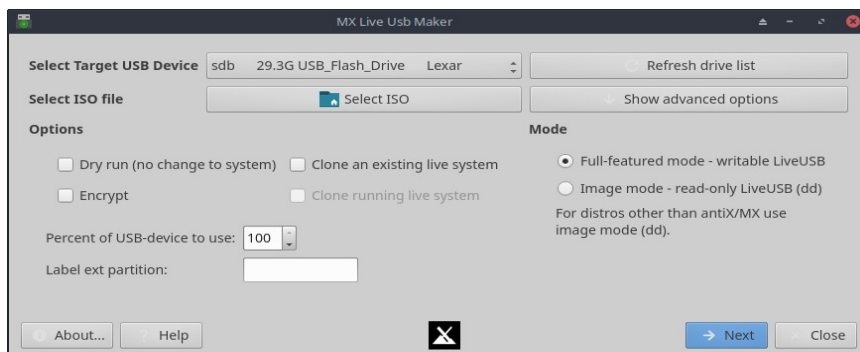 MX Live Usb Maker
Select Target USB Device sdb 29.3G USB_Flash_Drive Lexar Refresh drive list
Select ISO file Select ISO Show advanced options
Options Mode
Dry run (no change to system) Clone an existing live system Full-featured mode - writable LiveUSB
Encrypt Clone running live system Image mode - read-only LiveUSB (dd)
For distros other than antiX/MX use
image mode (dd).
Percent of USB-device to use: 100
Label ext partition:
About... Help Next Close